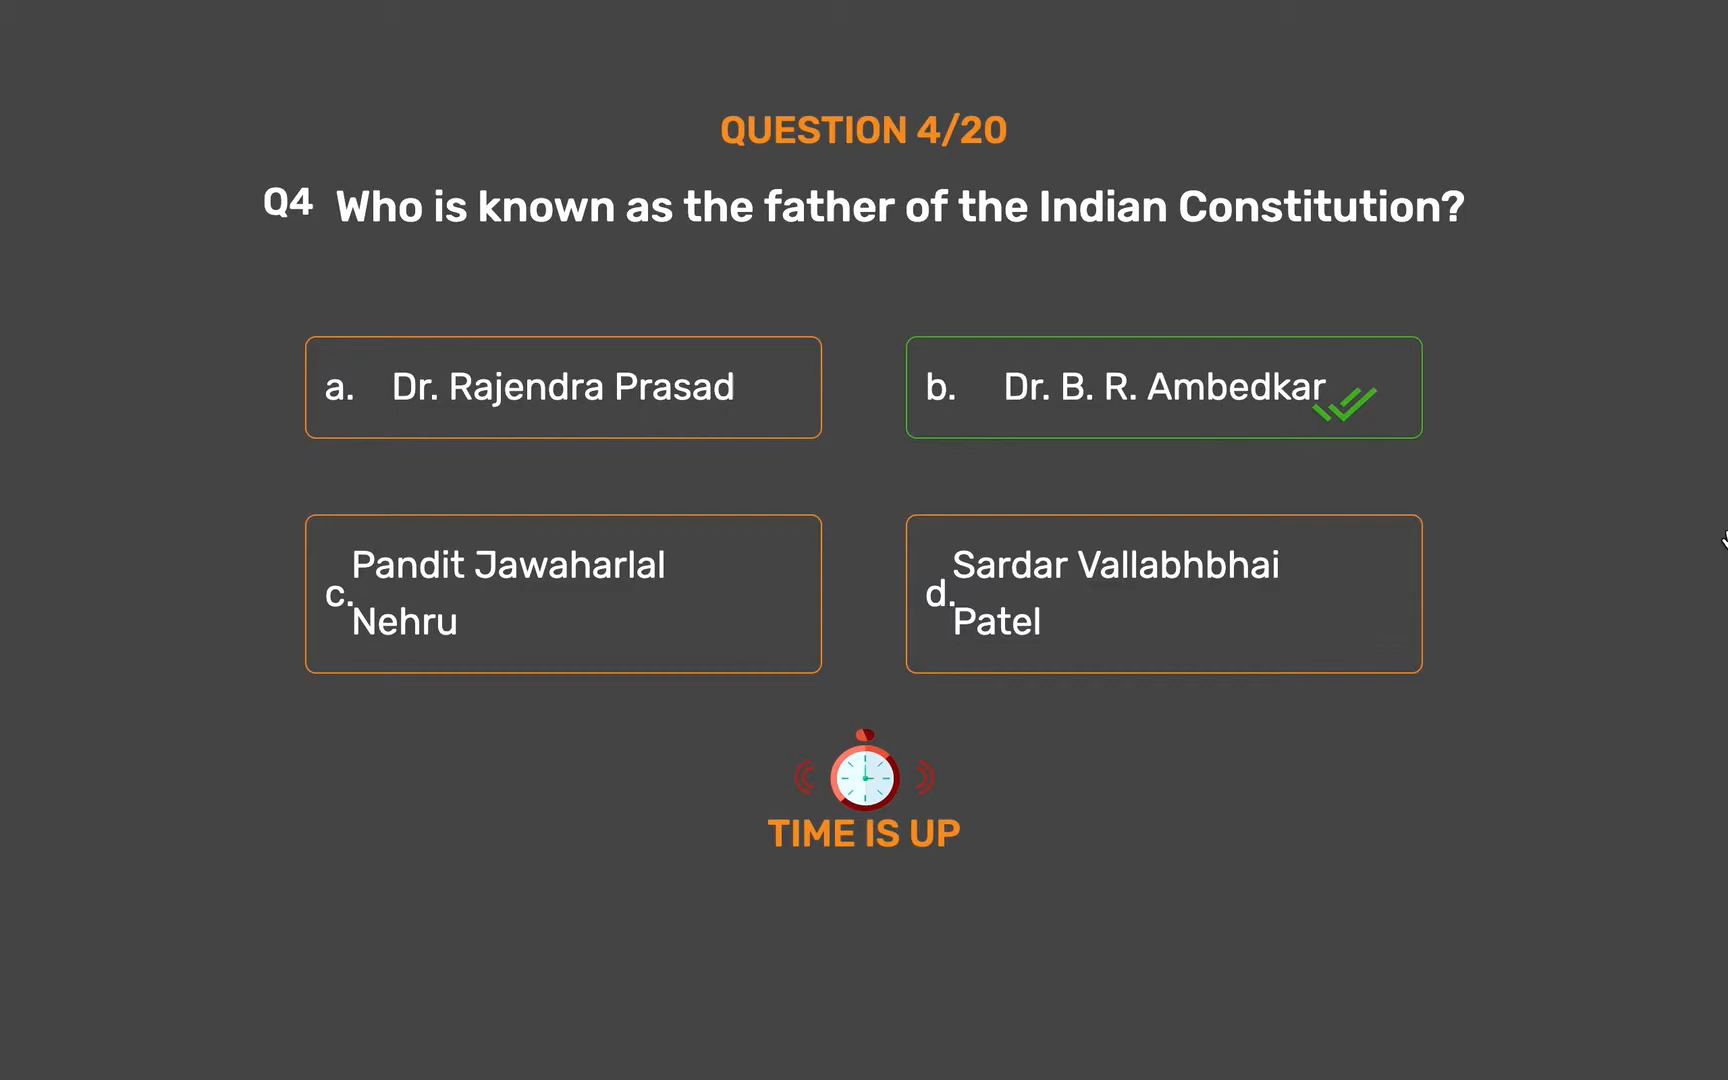 QUESTION 4/20
Q4 Who is known as the father of the Indian Constitution?
a. Dr. Rajendra Prasad
b. Dr. B. R. Ambedkar
c. Pandit Jawaharlal
Nehru
d. Sardar Vallabhbhai
Patel
TIME IS UP